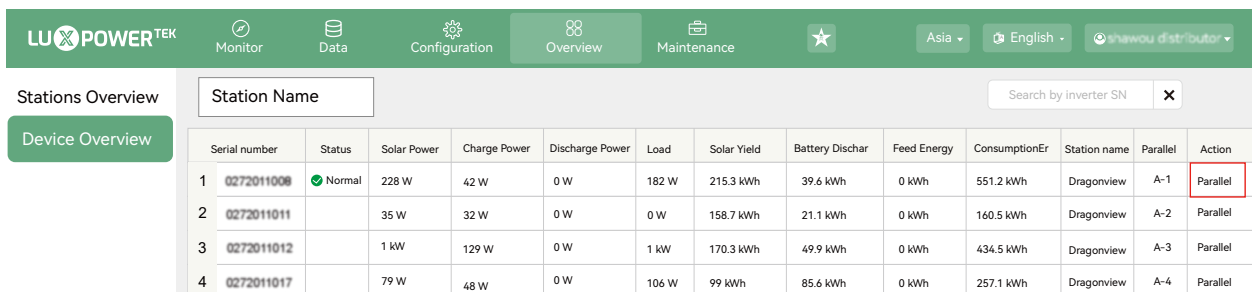 LUXPOWERTEK
Monitor Data Configuration Overview Maintenance Asia English shawou distributor
Stations Overview
Device Overview
Station Name
Search by inverter SN
Serial number Status Solar Power Charge Power Discharge Power Load Solar Yield Battery Dischar Feed Energy ConsumptionEr Station name Parallel Action
1 0272011008 Normal 228 W 42 W 0 W 182 W 215.3 kWh 39.6 kWh 0 kWh 551.2 kWh Dragonview A-1 Parallel
2 0272011011 35 W 32 W 0 W 0 W 158.7 kWh 21.1 kWh 0 kWh 160.5 kWh Dragonview A-2 Parallel
3 0272011012 1 kW 129 W 0 W 1 kW 170.3 kWh 49.9 kWh 0 kWh 434.5 kWh Dragonview A-3 Parallel
4 0272011017 79 W 48 W 0 W 106 W 99 kWh 85.6 kWh 0 kWh 257.1 kWh Dragonview A-4 Parallel